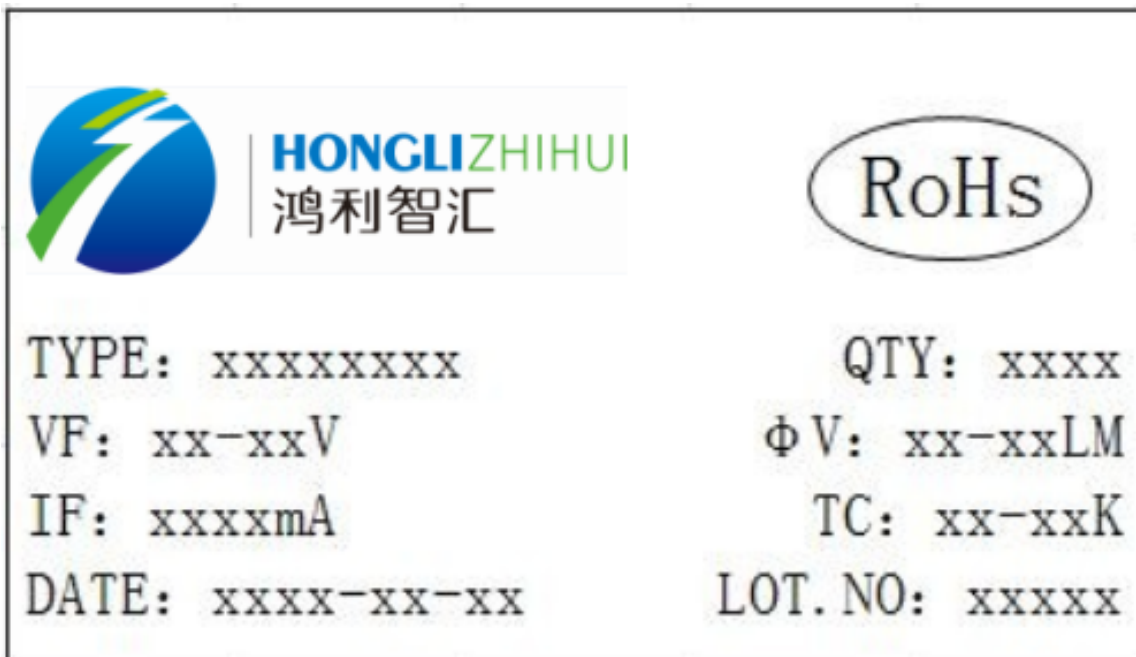 HONGLIZHIHUI
鸿利智汇
RoHs
TYPE: xxxxxxxx
QTY: xxxx
VF: xx-xxV
ΦV: xx-xxLM
IF: xxxxmA
TC: xx-xxK
DATE: xxxx-xx-xx
LOT.NO: xxxxx